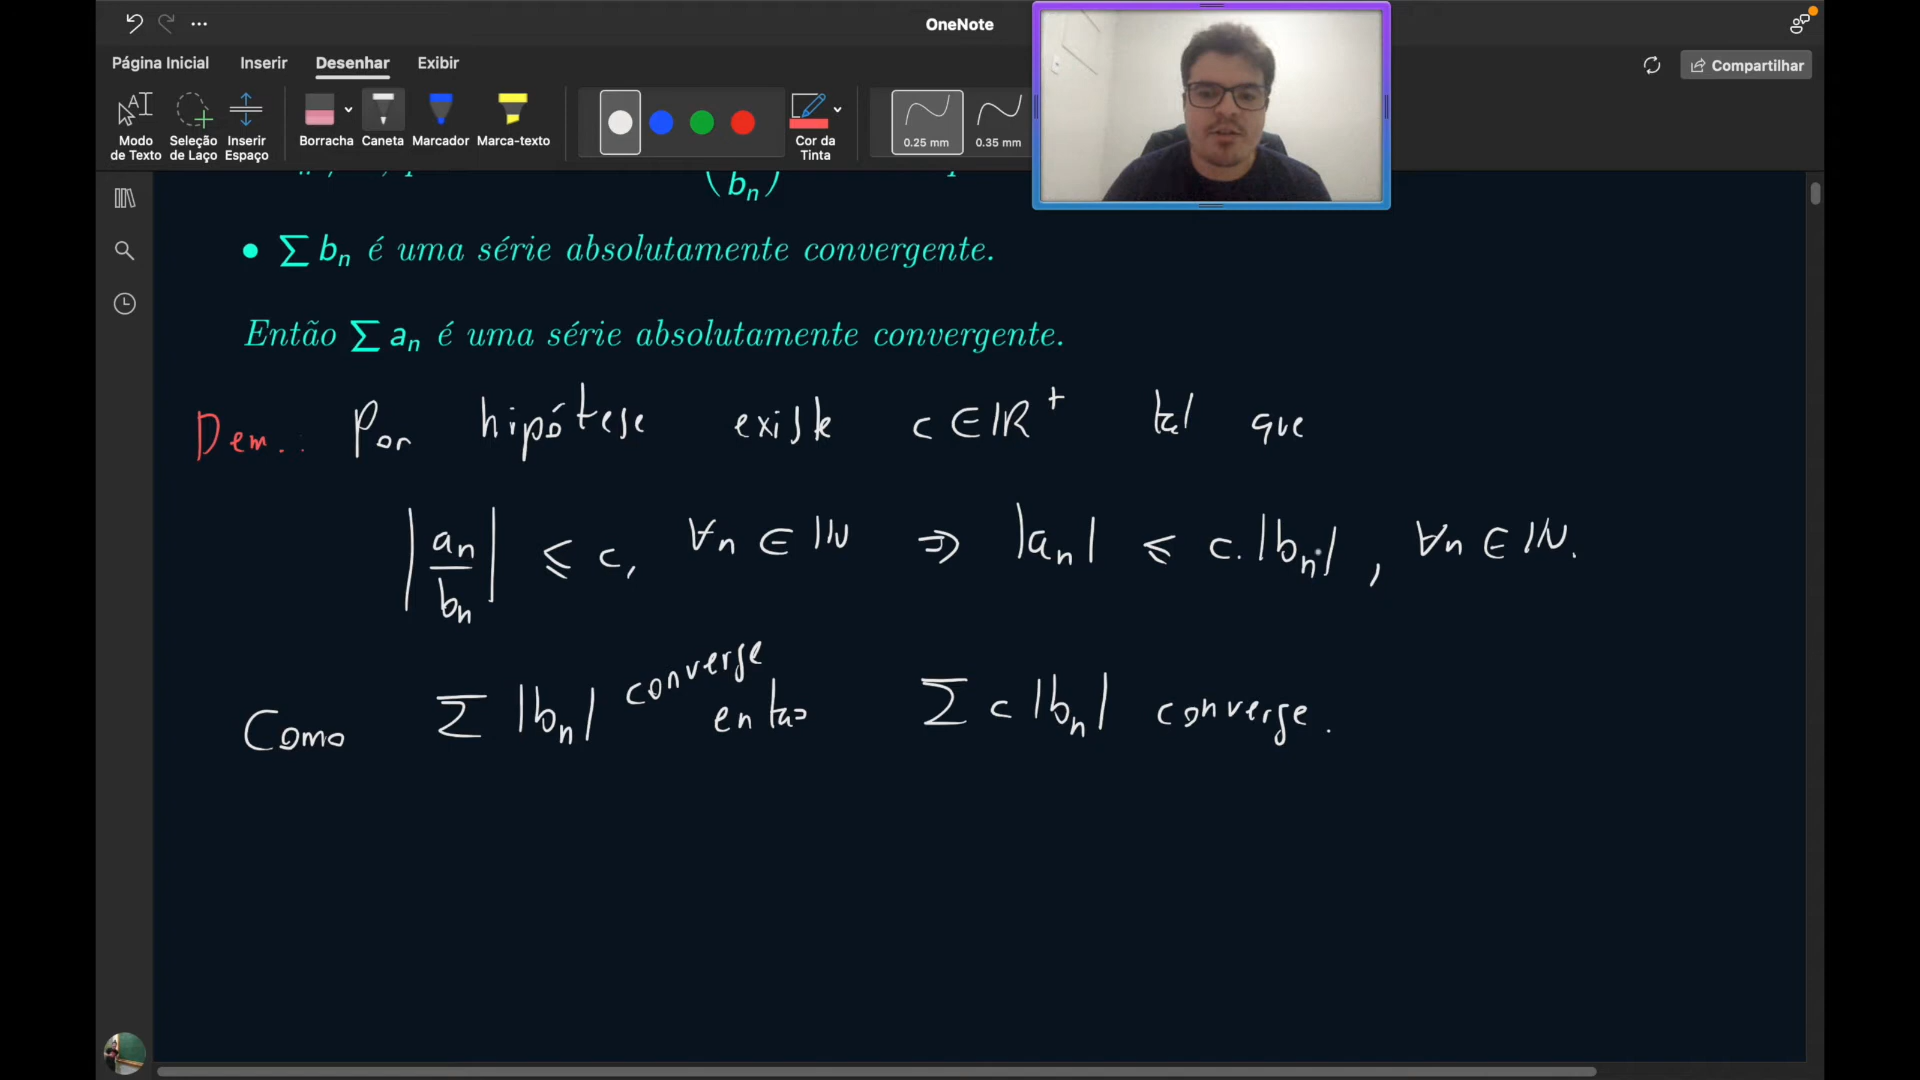 OneNote
Página Inicial Inserir Desenhar Exibir
Compartilhar
Modo de Texto Seleção de Laço Inserir Espaço Borracha Caneta Marcador Marca-texto Cor da Tinta 0.25 mm 0.35 mm
(bₙ)
• ∑ bₙ é uma série absolutamente convergente.
Então ∑ aₙ é uma série absolutamente convergente.
Dem.: Por hipótese existe c ∈ ℝ⁺ tal que
|aₙ/bₙ| ⩽ c, ∀n ∈ ℕ ⇒ |aₙ| ⩽ c.|bₙ|, ∀n ∈ ℕ.
Como ∑ |bₙ| converge então ∑ c|bₙ| converge.